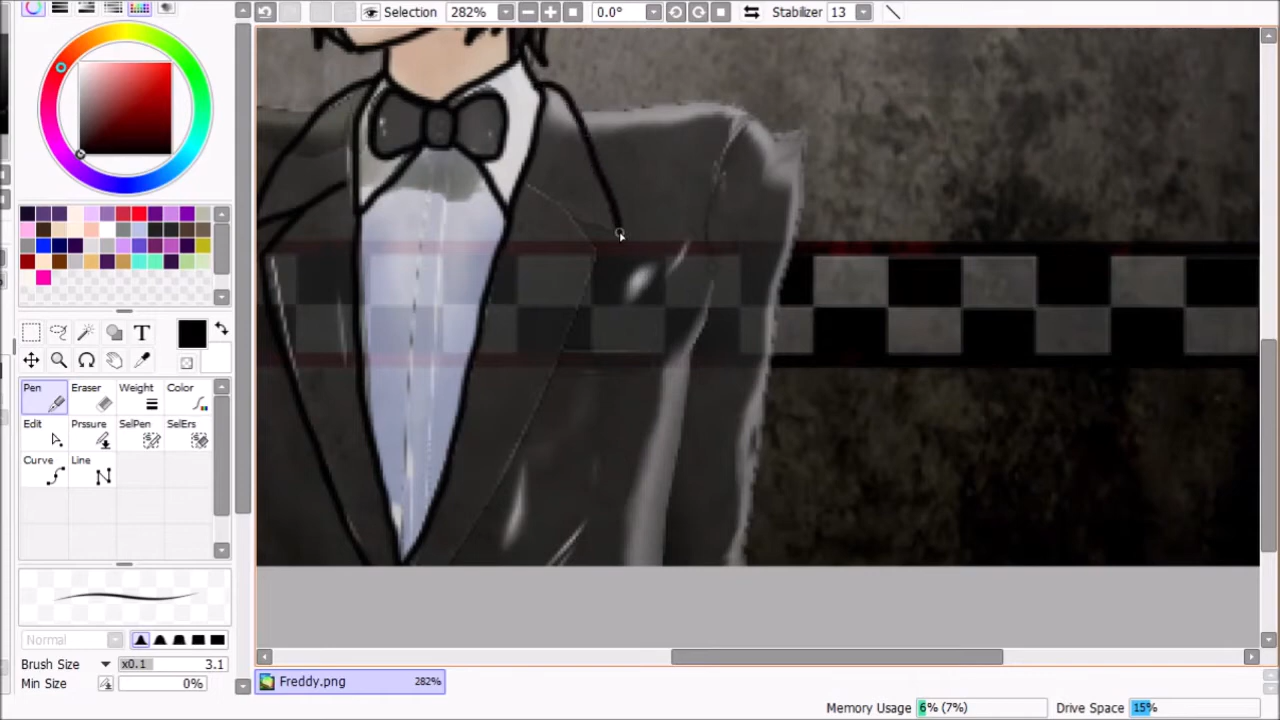 Selection 282% 0.0° Stabilizer 13
T
Pen Eraser Weight Color
Edit Prssure SelPen SelErs
Curve Line
Normal
Brush Size x0.1 3.1
Min Size 0%
Freddy.png 282%
Memory Usage 6% (7%) Drive Space 15%